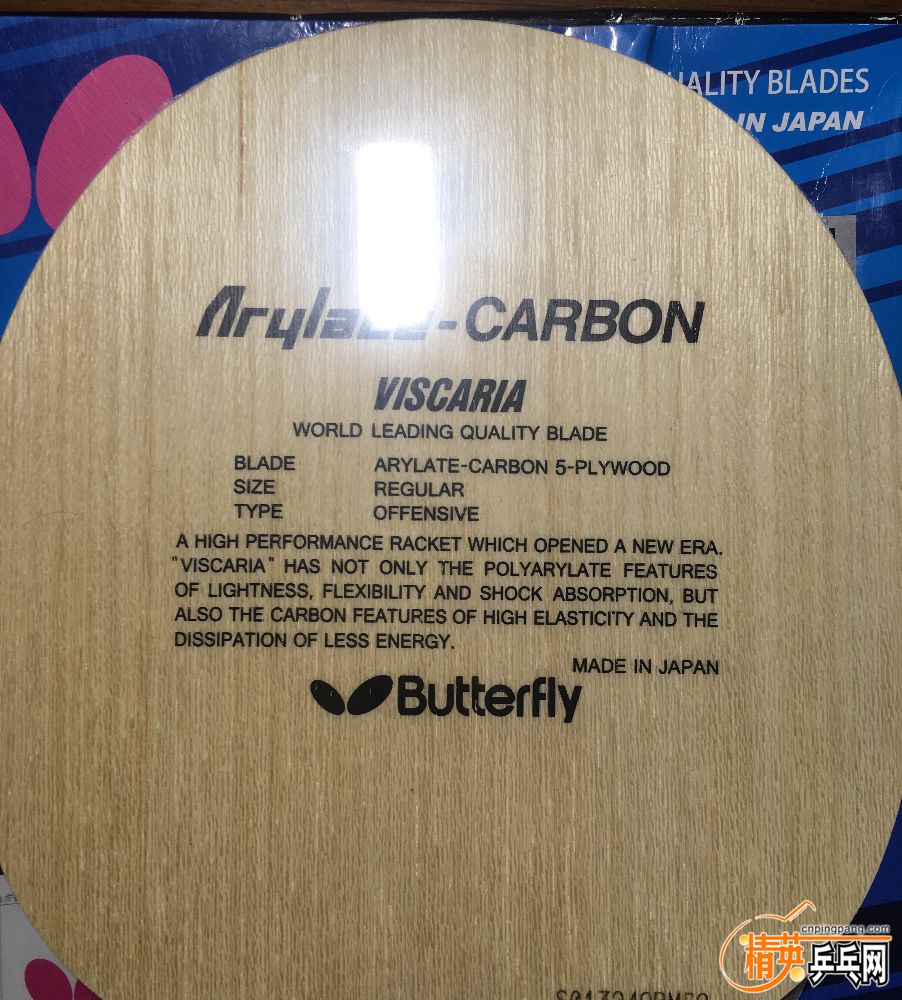 QUALITY BLADES
IN JAPAN
Arylate-CARBON
VISCARIA
WORLD LEADING QUALITY BLADE
BLADE ARYLATE-CARBON 5-PLYWOOD
SIZE REGULAR
TYPE OFFENSIVE
A HIGH PERFORMANCE RACKET WHICH OPENED A NEW ERA.
"VISCARIA" HAS NOT ONLY THE POLYARYLATE FEATURES
OF LIGHTNESS, FLEXIBILITY AND SHOCK ABSORPTION, BUT
ALSO THE CARBON FEATURES OF HIGH ELASTICITY AND THE
DISSIPATION OF LESS ENERGY.
MADE IN JAPAN
Butterfly
cnpingpang.com
精英乒乓网